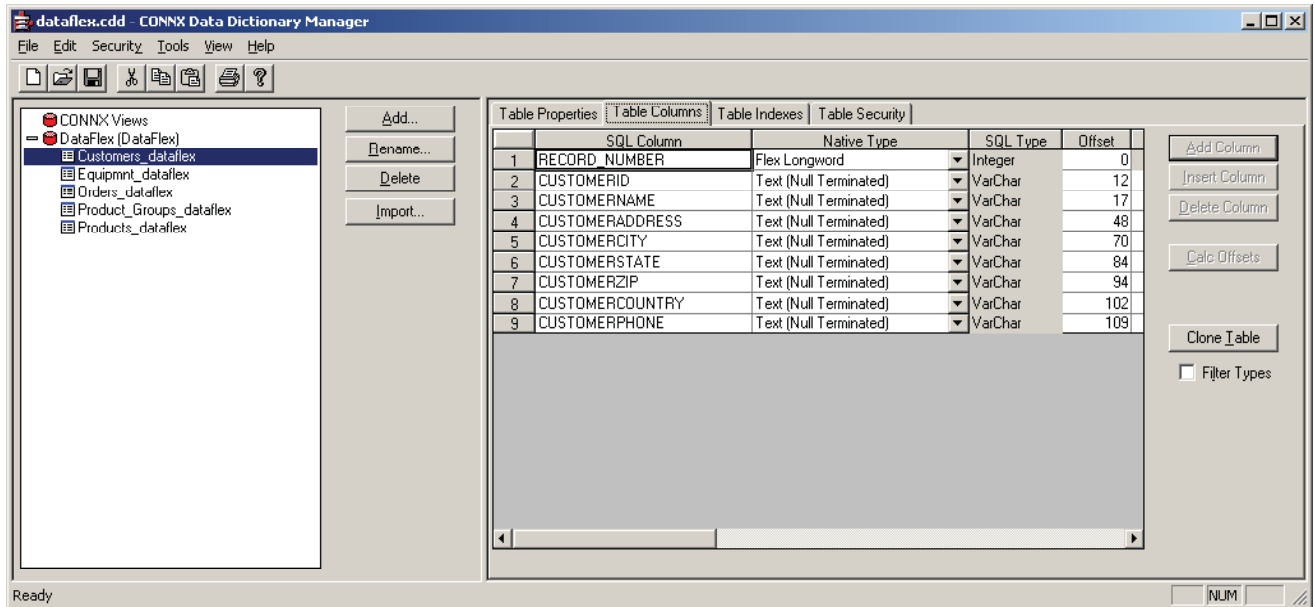 dataflex.cdd - CONNX Data Dictionary Manager
File Edit Security Tools View Help
CONNX Views
DataFlex (DataFlex)
Customers_dataflex
Equipmnt_dataflex
Orders_dataflex
Product_Groups_dataflex
Products_dataflex
Add...
Rename...
Delete
Import...
Table Properties Table Columns Table Indexes Table Security
SQL Column Native Type SQL Type Offset
1 RECORD_NUMBER Flex Longword Integer 0
2 CUSTOMERID Text (Null Terminated) VarChar 12
3 CUSTOMERNAME Text (Null Terminated) VarChar 17
4 CUSTOMERADDRESS Text (Null Terminated) VarChar 48
5 CUSTOMERCITY Text (Null Terminated) VarChar 70
6 CUSTOMERSTATE Text (Null Terminated) VarChar 84
7 CUSTOMERZIP Text (Null Terminated) VarChar 94
8 CUSTOMERCOUNTRY Text (Null Terminated) VarChar 102
9 CUSTOMERPHONE Text (Null Terminated) VarChar 109
Add Column
Insert Column
Delete Column
Calc Offsets
Clone Table
Filter Types
Ready NUM